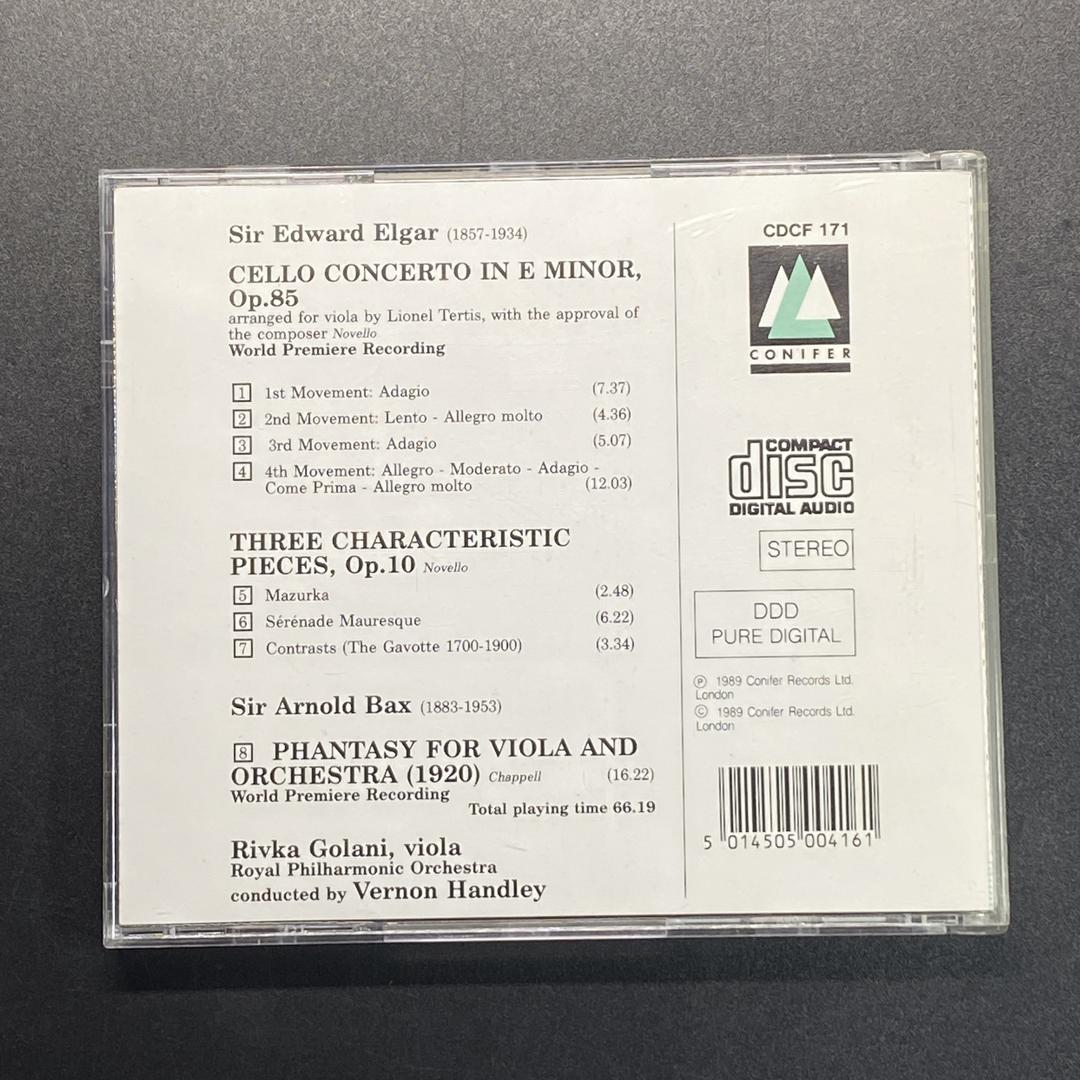 Sir Edward Elgar (1857-1934)
CELLO CONCERTO IN E MINOR,
Op.85
arranged for viola by Lionel Tertis, with the approval of
the composer Novello
World Premiere Recording
1 1st Movement: Adagio (7.37)
2 2nd Movement: Lento - Allegro molto (4.36)
3 3rd Movement: Adagio (5.07)
4 4th Movement: Allegro - Moderato - Adagio -
Come Prima - Allegro molto (12.03)
THREE CHARACTERISTIC
PIECES, Op.10 Novello
5 Mazurka (2.48)
6 Sérénade Mauresque (6.22)
7 Contrasts (The Gavotte 1700-1900) (3.34)
Sir Arnold Bax (1883-1953)
8 PHANTASY FOR VIOLA AND
ORCHESTRA (1920) Chappell (16.22)
World Premiere Recording
Total playing time 66.19
Rivka Golani, viola
Royal Philharmonic Orchestra
conducted by Vernon Handley
CDCF 171
CONIFER
COMPACT
disc
DIGITAL AUDIO
STEREO
DDD
PURE DIGITAL
℗ 1989 Conifer Records Ltd.
London
© 1989 Conifer Records Ltd.
London
5 014505 004161